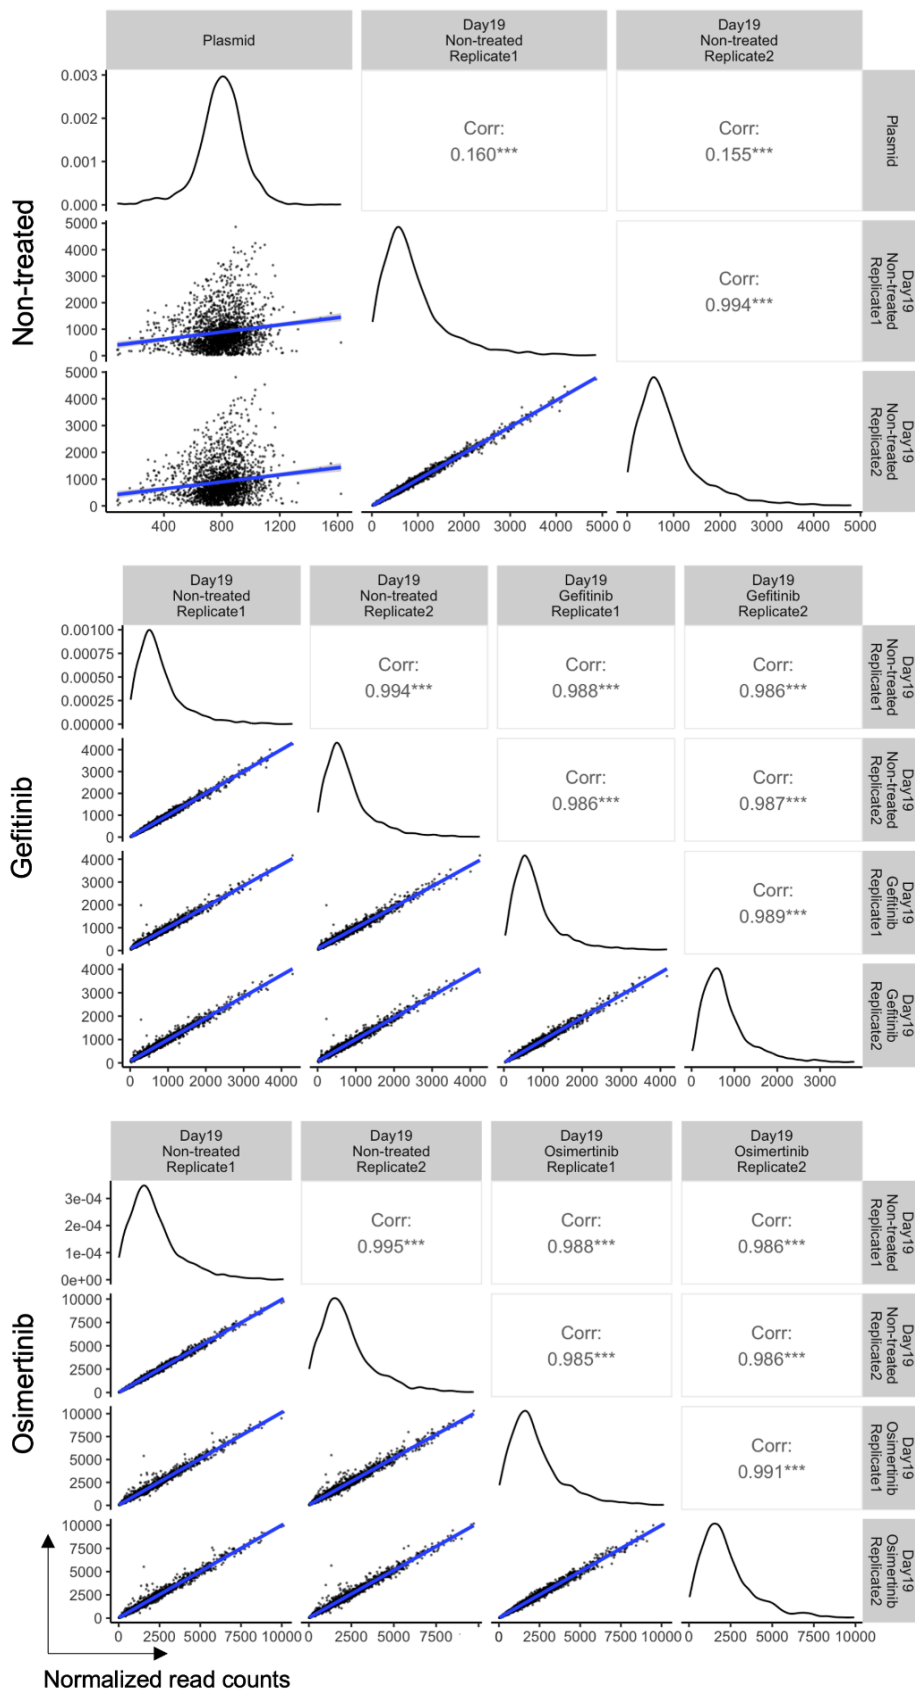 Non-treated
Plasmid
Day19
Non-treated
Replicate1
Day19
Non-treated
Replicate2
0.003
0.002
0.001
0.000
Corr:
0.160***
Corr:
0.155***
Plasmid
5000
4000
3000
2000
1000
0
Corr:
0.994***
Day19
Non-treated
Replicate1
5000
4000
3000
2000
1000
0
Day19
Non-treated
Replicate2
400 800 1200 1600
0 1000 2000 3000 4000 5000
0 1000 2000 3000 4000 5000
Gefitinib
Day19
Non-treated
Replicate1
Day19
Non-treated
Replicate2
Day19
Gefitinib
Replicate1
Day19
Gefitinib
Replicate2
0.00100
0.00075
0.00050
0.00025
0.00000
Corr:
0.994***
Corr:
0.988***
Corr:
0.986***
Day19
Non-treated
Replicate1
4000
3000
2000
1000
0
Corr:
0.986***
Corr:
0.987***
Day19
Non-treated
Replicate2
4000
3000
2000
1000
0
Corr:
0.989***
Day19
Gefitinib
Replicate1
4000
3000
2000
1000
0
Day19
Gefitinib
Replicate2
0 1000 2000 3000 4000
0 1000 2000 3000 4000
0 1000 2000 3000 4000
0 1000 2000 3000
Osimertinib
Day19
Non-treated
Replicate1
Day19
Non-treated
Replicate2
Day19
Osimertinib
Replicate1
Day19
Osimertinib
Replicate2
3e-04
2e-04
1e-04
0e+00
Corr:
0.995***
Corr:
0.988***
Corr:
0.986***
Day19
Non-treated
Replicate1
10000
7500
5000
2500
0
Corr:
0.985***
Corr:
0.986***
Day19
Non-treated
Replicate2
10000
7500
5000
2500
0
Corr:
0.991***
Day19
Osimertinib
Replicate1
10000
7500
5000
2500
0
Day19
Osimertinib
Replicate2
0 2500 5000 7500 10000
0 2500 5000 7500
0 2500 5000 7500 10000
0 2500 5000 7500 10000
Normalized read counts